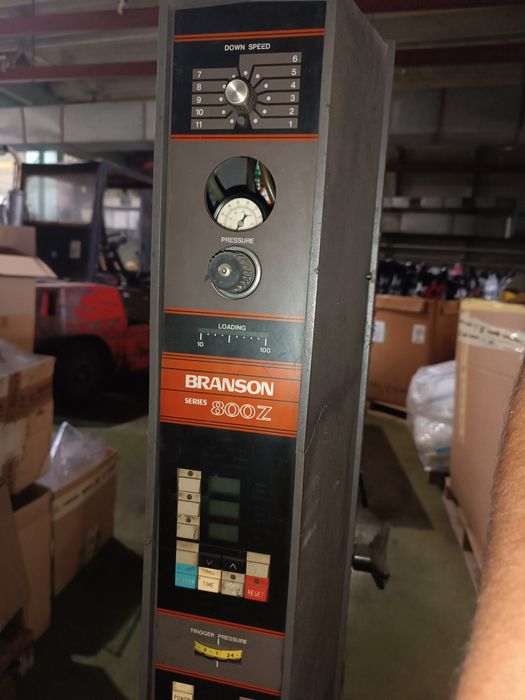 DOWN SPEED
6
7 5
8 4
9 3
10 2
11 1
PRESSURE
LOADING
10 100
BRANSON
SERIES 800Z
TIME
RESET
TRIGGER PRESSURE
POWER